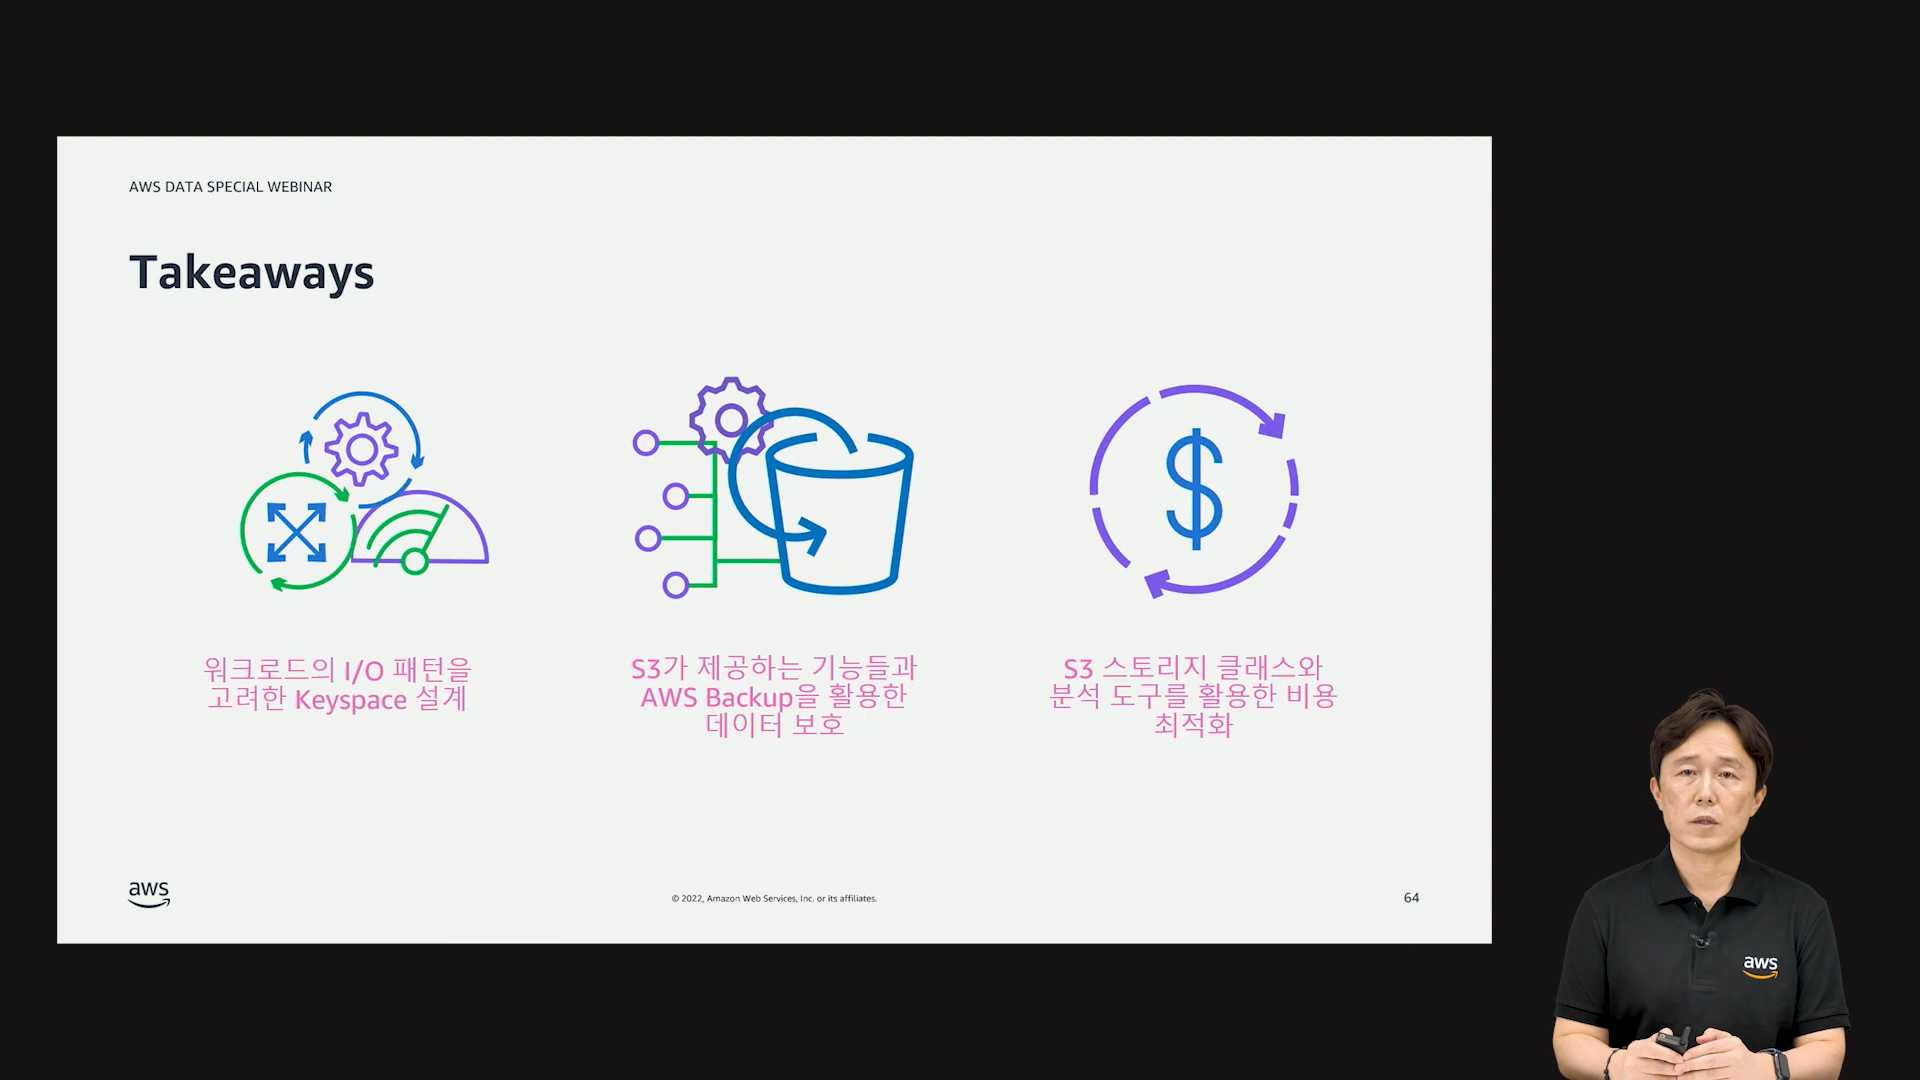 AWS DATA SPECIAL WEBINAR
Takeaways
$
워크로드의 I/O 패턴을
고려한 Keyspace 설계
S3가 제공하는 기능들과
AWS Backup을 활용한
데이터 보호
S3 스토리지 클래스와
분석 도구를 활용한 비용
최적화
aws
© 2022, Amazon Web Services, Inc. or its affiliates.
64
aws